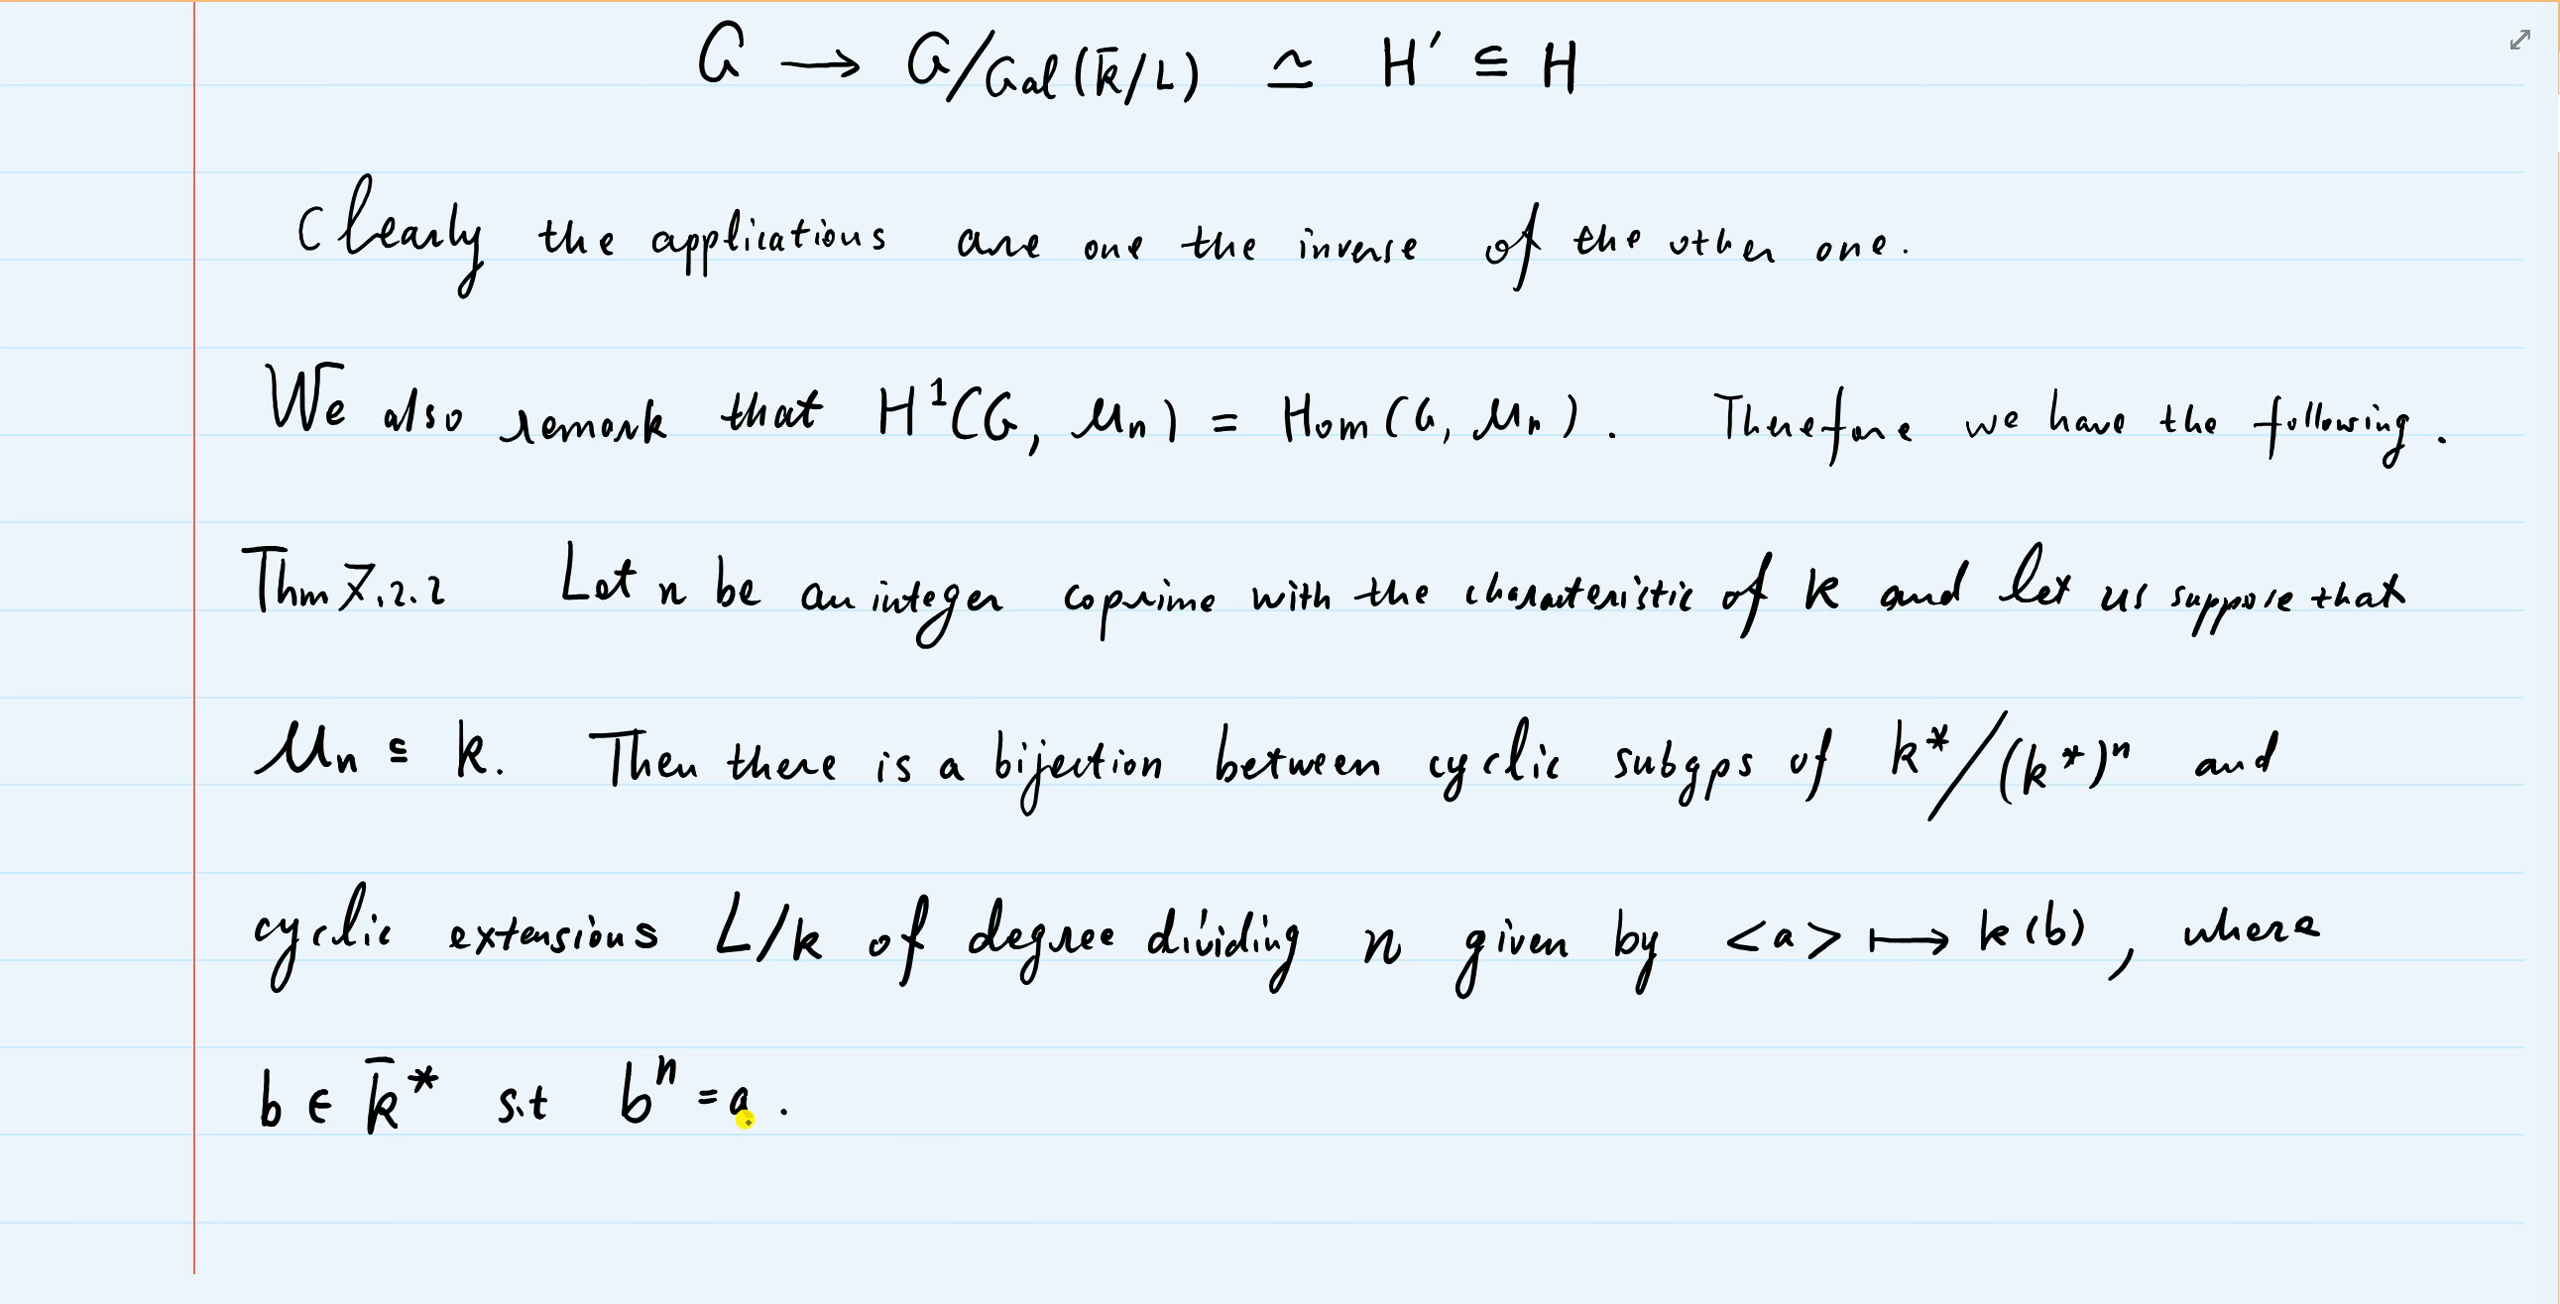 G → G/Gal(k̄/L) ≃ H' ⊆ H
Clearly the applications are one the inverse of the other one.
We also remark that H¹(G, μₙ) = Hom(G, μₙ). Therefore we have the following.
Thm 7.2.2 Let n be an integer coprime with the characteristic of k and let us suppose that
μₙ ⊆ k. Then there is a bijection between cyclic subgps of k*/(k*)ⁿ and
cyclic extensions L/k of degree dividing n given by <a> ⟼ k(b), where
b ∈ k̄* s.t bⁿ = a.